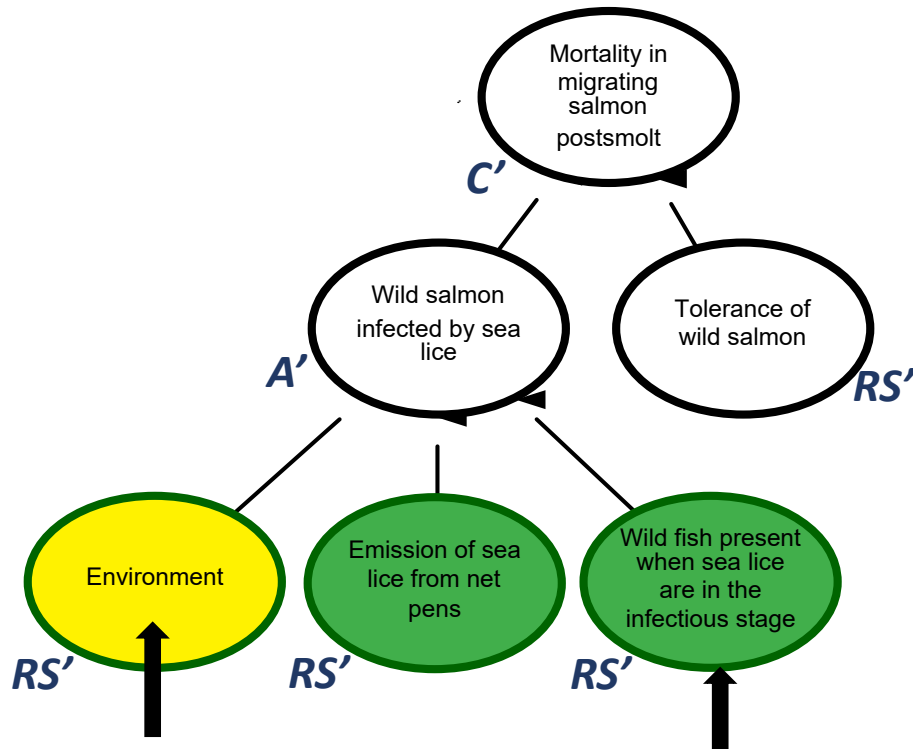 Mortality in
migrating
salmon
postsmolt
C’
Wild salmon
infected by sea
lice
A’
Tolerance of
wild salmon
RS’
Environment
RS’
Emission of sea
lice from net
pens
RS’
Wild fish present
when sea lice
are in the
infectious stage
RS’